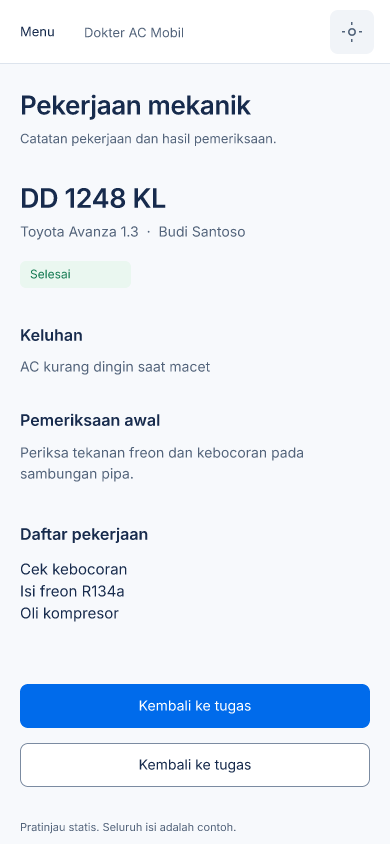 Menu
Dokter AC Mobil
Pekerjaan mekanik
Catatan pekerjaan dan hasil pemeriksaan.
DD 1248 KL
Toyota Avanza 1.3 · Budi Santoso
Selesai
Keluhan
AC kurang dingin saat macet
Pemeriksaan awal
Periksa tekanan freon dan kebocoran pada
sambungan pipa.
Daftar pekerjaan
Cek kebocoran
Isi freon R134a
Oli kompresor
Kembali ke tugas
Kembali ke tugas
Pratinjau statis. Seluruh isi adalah contoh.